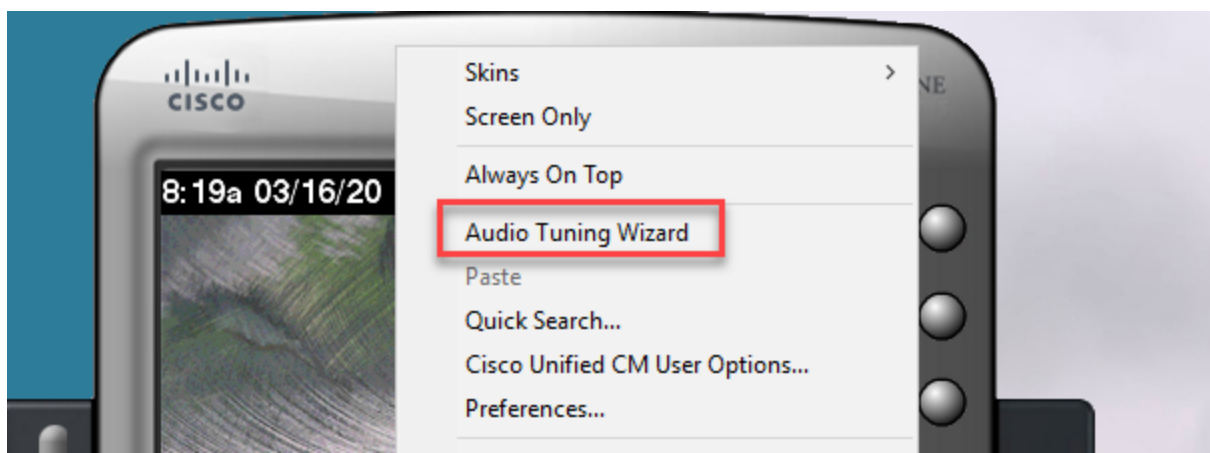 CISCO
NE
8:19a 03/16/20
Skins
Screen Only
Always On Top
Audio Tuning Wizard
Paste
Quick Search...
Cisco Unified CM User Options...
Preferences...